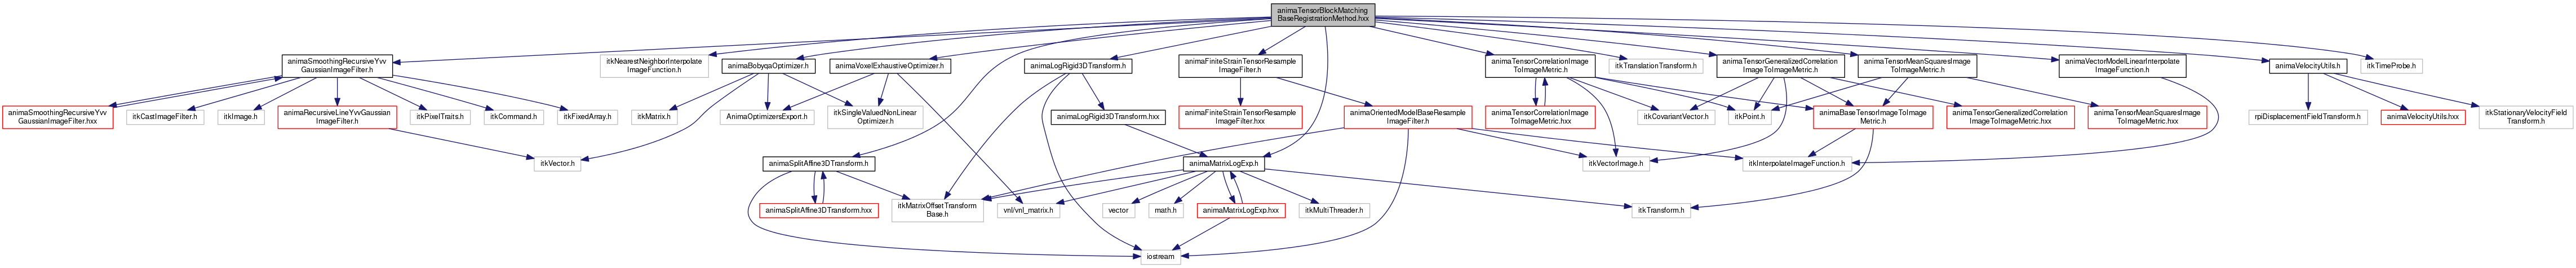 animaTensorBlockMatching
BaseRegistrationMethod.hxx
animaSmoothingRecursiveYvv
GaussianImageFilter.h
itkNearestNeighborInterpolate
ImageFunction.h
animaBobyqaOptimizer.h
animaVoxelExhaustiveOptimizer.h
animaLogRigid3DTransform.h
animaFiniteStrainTensorResample
ImageFilter.h
animaTensorCorrelationImage
ToImageMetric.h
itkTranslationTransform.h
animaTensorGeneralizedCorrelation
ImageToImageMetric.h
animaTensorMeanSquaresImage
ToImageMetric.h
animaVectorModelLinearInterpolate
ImageFunction.h
animaVelocityUtils.h
itkTimeProbe.h
animaSmoothingRecursiveYvv
GaussianImageFilter.hxx
itkCastImageFilter.h
itkImage.h
animaRecursiveLineYvvGaussian
ImageFilter.h
itkPixelTraits.h
itkCommand.h
itkFixedArray.h
itkMatrix.h
AnimaOptimizersExport.h
itkSingleValuedNonLinear
Optimizer.h
animaLogRigid3DTransform.hxx
animaFiniteStrainTensorResample
ImageFilter.hxx
animaOrientedModelBaseResample
ImageFilter.h
animaTensorCorrelationImage
ToImageMetric.hxx
itkCovariantVector.h
itkPoint.h
animaBaseTensorImageToImage
Metric.h
animaTensorGeneralizedCorrelation
ImageToImageMetric.hxx
animaTensorMeanSquaresImage
ToImageMetric.hxx
rpiDisplacementFieldTransform.h
animaVelocityUtils.hxx
itkStationaryVelocityField
Transform.h
itkVector.h
animaSplitAffine3DTransform.h
animaMatrixLogExp.h
itkVectorImage.h
itkInterpolateImageFunction.h
animaSplitAffine3DTransform.hxx
itkMatrixOffsetTransform
Base.h
vnl/vnl_matrix.h
vector
math.h
animaMatrixLogExp.hxx
itkMultiThreader.h
itkTransform.h
iostream